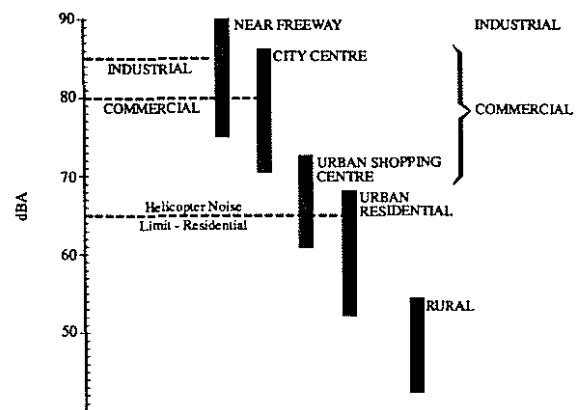 90
NEAR FREEWAY
INDUSTRIAL
CITY CENTRE
INDUSTRIAL
80
COMMERCIAL
COMMERCIAL
URBAN SHOPPING
CENTRE
70
URBAN
RESIDENTIAL
dBA
Helicopter Noise
Limit - Residential
60
RURAL
50